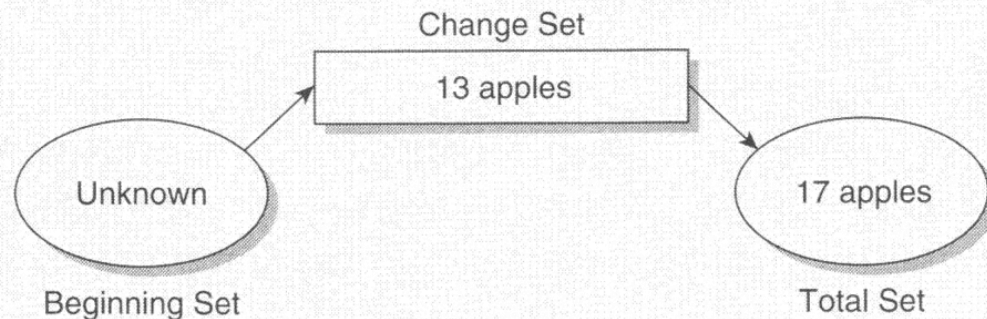 Change Set
13 apples
Unknown
17 apples
Beginning Set
Total Set